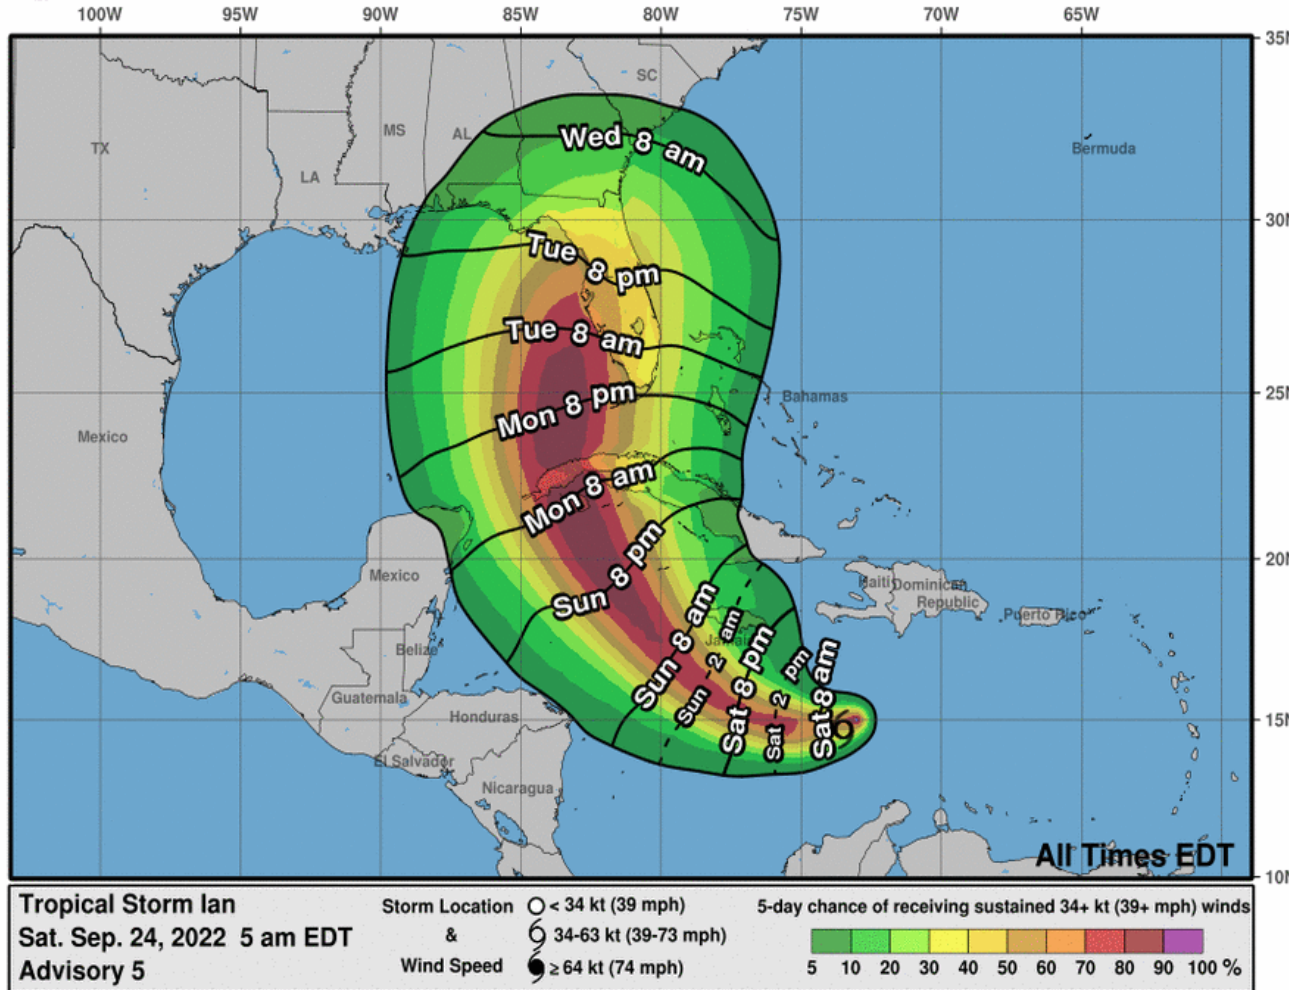 100W 95W 90W 85W 80W 75W 70W 65W
35N
SC
Wed 8 am
MS
AL
TX
Bermuda
LA
30N
Tue 8 pm
Tue 8 am
Mon 8 pm
25N
Bahamas
Mexico
Mon 8 am
Sun 8 pm
20N
Mexico
Haiti Dominican
Republic
Puerto Rico
Sun 8 am
Sun 2 am
Sat 8 pm
Sat 2 pm
Sat 8 am
Jamaica
Belize
Guatemala
Honduras
15N
El Salvador
Nicaragua
All Times EDT
10N
Tropical Storm Ian
Sat. Sep. 24, 2022 5 am EDT
Advisory 5
Storm Location
&
Wind Speed
< 34 kt (39 mph)
34-63 kt (39-73 mph)
≥ 64 kt (74 mph)
5-day chance of receiving sustained 34+ kt (39+ mph) winds
5 10 20 30 40 50 60 70 80 90 100 %